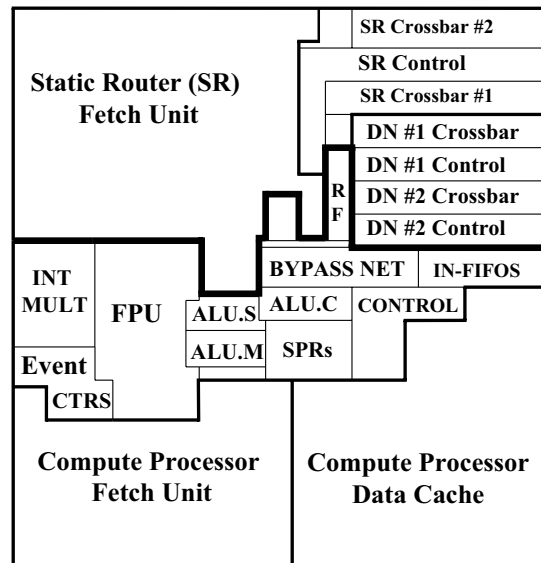 SR Crossbar #2
SR Control
Static Router (SR)
Fetch Unit
SR Crossbar #1
DN #1 Crossbar
DN #1 Control
DN #2 Crossbar
DN #2 Control
R
F
BYPASS NET
IN-FIFOS
INT
MULT
FPU
ALU.S
ALU.C
CONTROL
ALU.M
SPRs
Event
CTRS
Compute Processor
Fetch Unit
Compute Processor
Data Cache